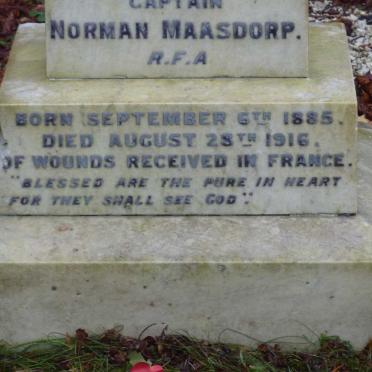 CAPTAIN
NORMAN MAASDORP.
R.F.A
BORN SEPTEMBER 6TH 1885.
DIED AUGUST 28TH 1916.
OF WOUNDS RECEIVED IN FRANCE.
"BLESSED ARE THE PURE IN HEART
FOR THEY SHALL SEE GOD".